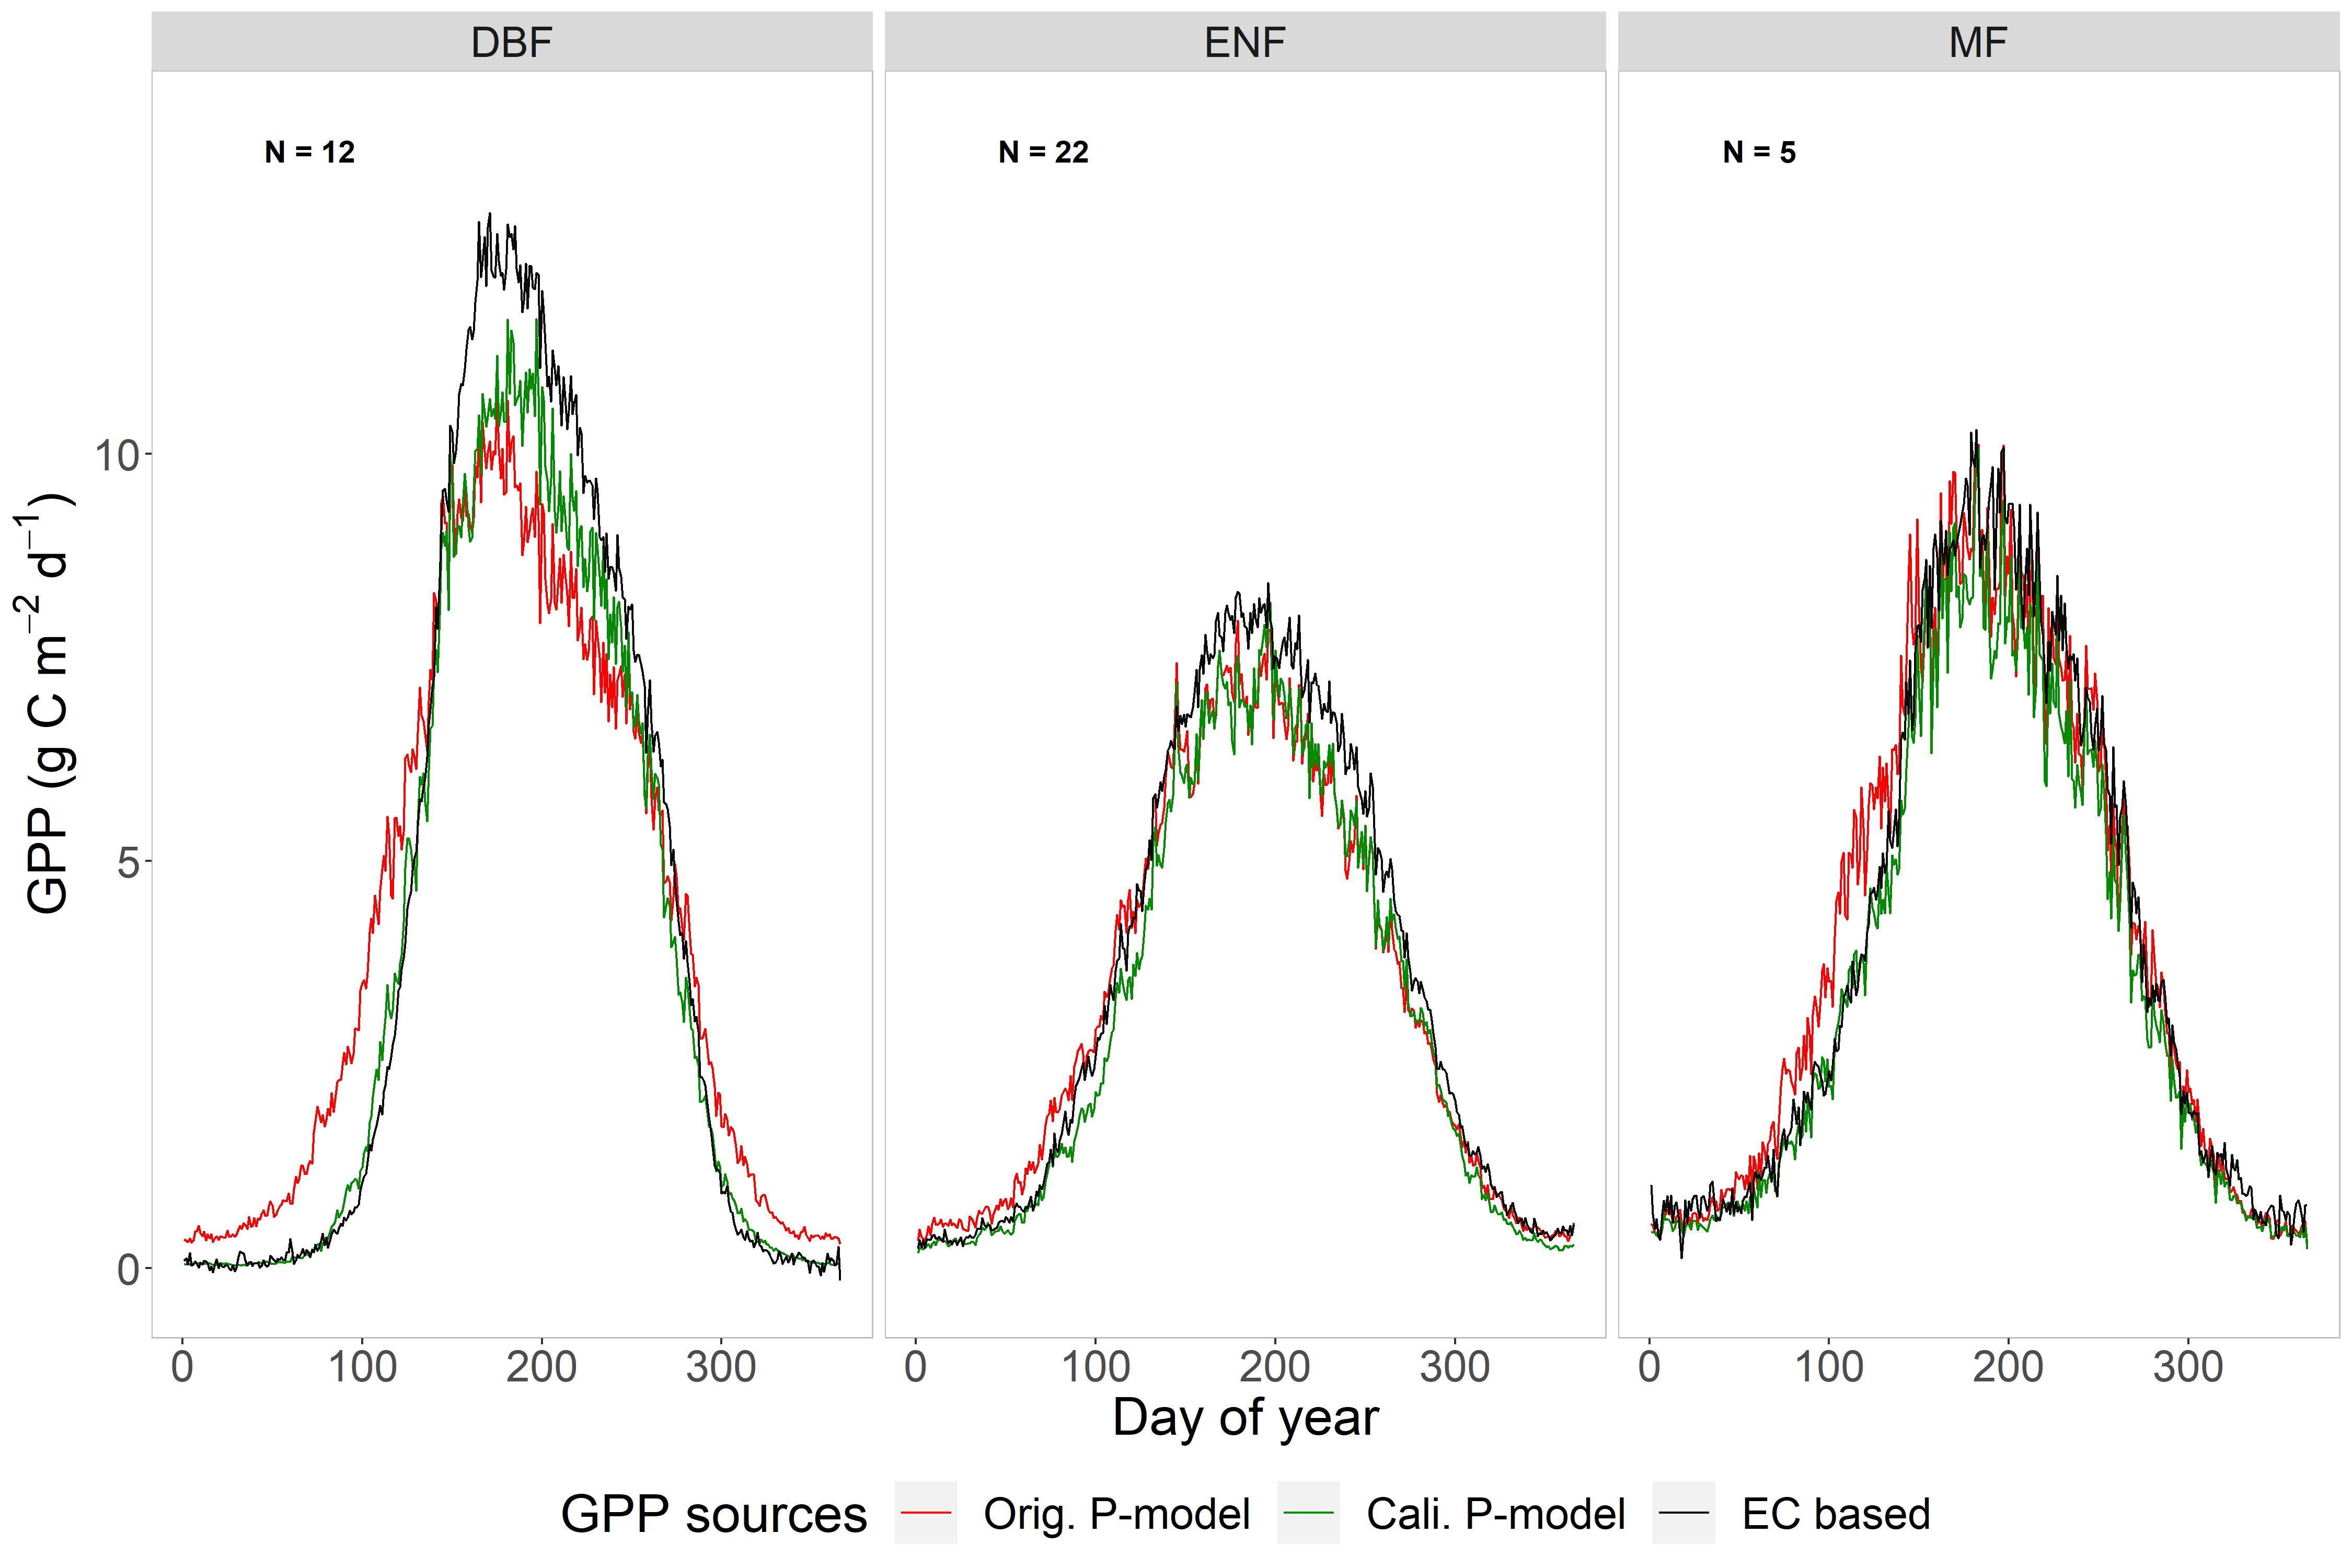 DBF ENF MF
N = 12 N = 22 N = 5
GPP (g C m⁻² d⁻¹)
10
5
0
0 100 200 300 0 100 200 300 0 100 200 300
Day of year
GPP sources Orig. P-model Cali. P-model EC based